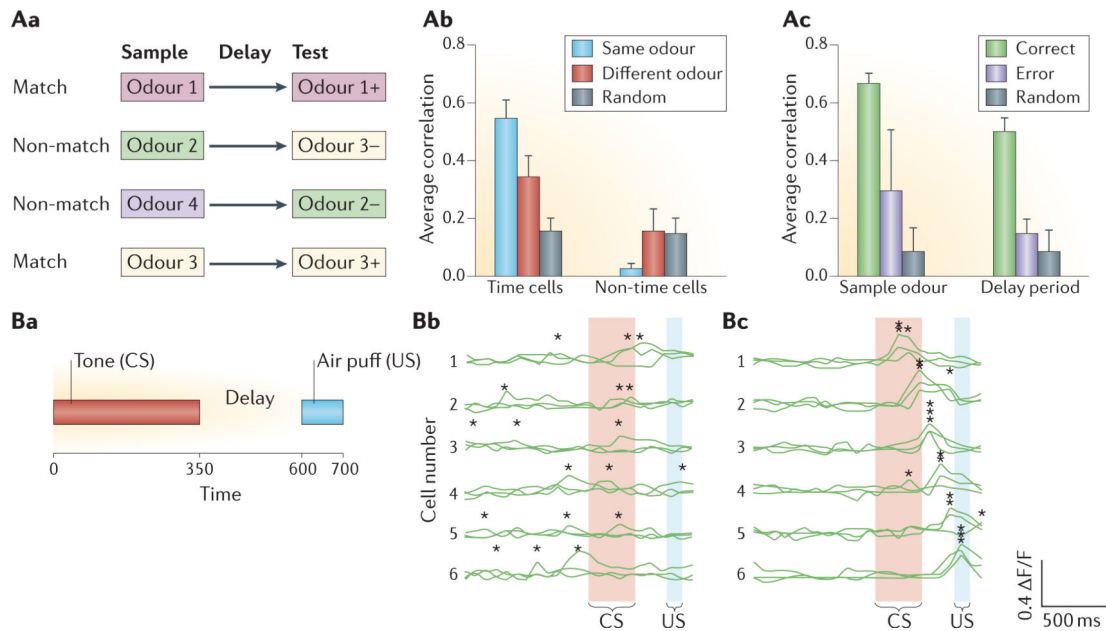 Aa
Sample Delay Test
Match Odour 1 Odour 1+
Non-match Odour 2 Odour 3–
Non-match Odour 4 Odour 2–
Match Odour 3 Odour 3+
Ab
Average correlation
0.8
0.6
0.4
0.2
0.0
Same odour
Different odour
Random
Time cells Non-time cells
Ac
Average correlation
0.8
0.6
0.4
0.2
0.0
Correct
Error
Random
Sample odour Delay period
Ba
Tone (CS) Air puff (US)
Delay
0 350 600 700
Time
Bb
Cell number
* * *
1
* * *
2
* * *
3
* * *
4
* * *
5
* * *
6
CS US
Bc
* * *
1
* * *
2
* * *
3
* * *
4
* * *
5
* * *
6
CS US
0.4 ΔF/F
500 ms